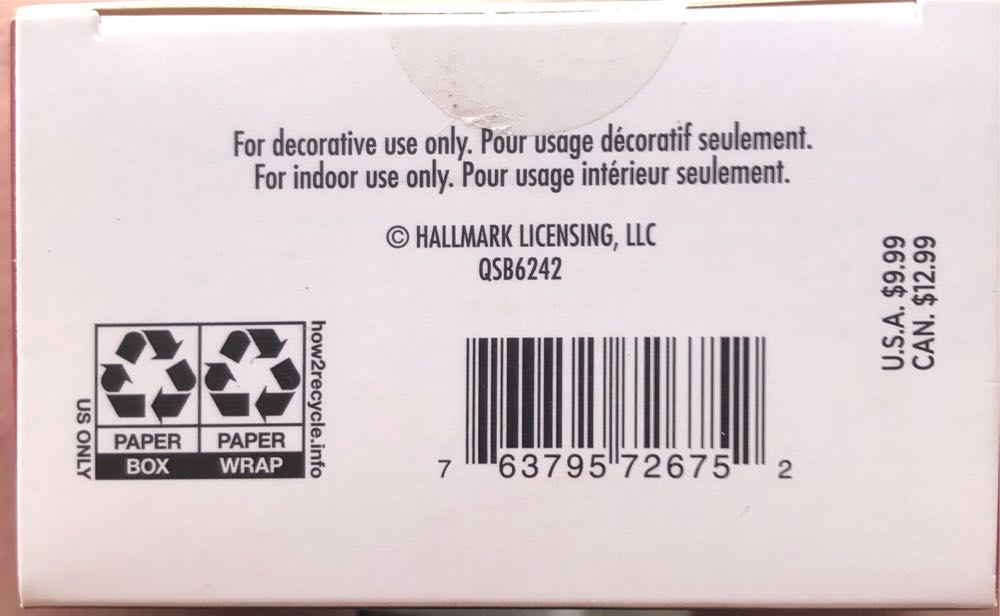 For decorative use only. Pour usage décoratif seulement.
For indoor use only. Pour usage intérieur seulement.
© HALLMARK LICENSING, LLC
QSB6242
U.S.A. $9.99
CAN. $12.99
US ONLY
PAPER
BOX
PAPER
WRAP
how2recycle.info
7 63795 72675 2